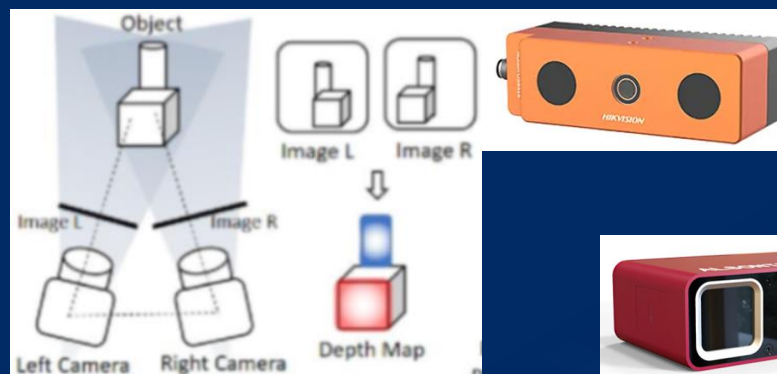 Object
Image L
Image R
HIKVISION
Image L
Image R
Depth Map
Left Camera
Right Camera